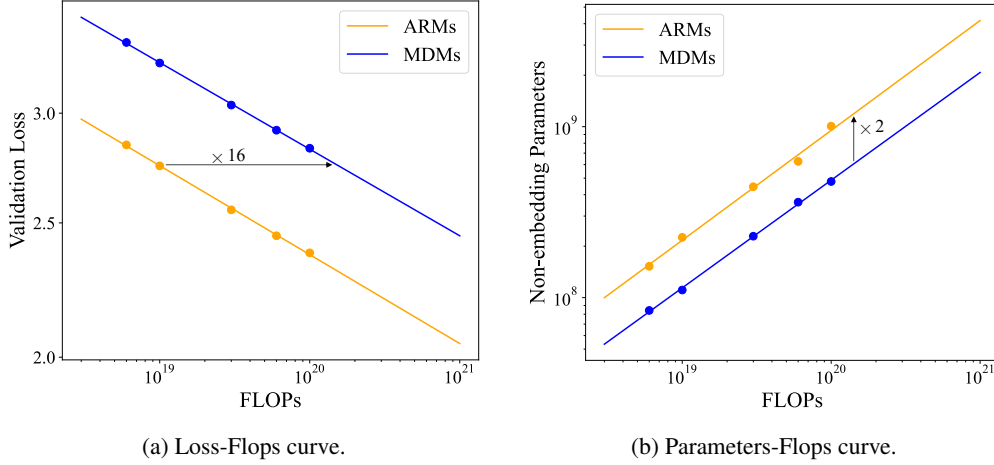 ARMs
MDMs
3.0
2.5
2.0
× 16
Validation Loss
10^19
10^20
10^21
FLOPs
(a) Loss-Flops curve.
ARMs
MDMs
10^9
10^8
× 2
Non-embedding Parameters
10^19
10^20
10^21
FLOPs
(b) Parameters-Flops curve.